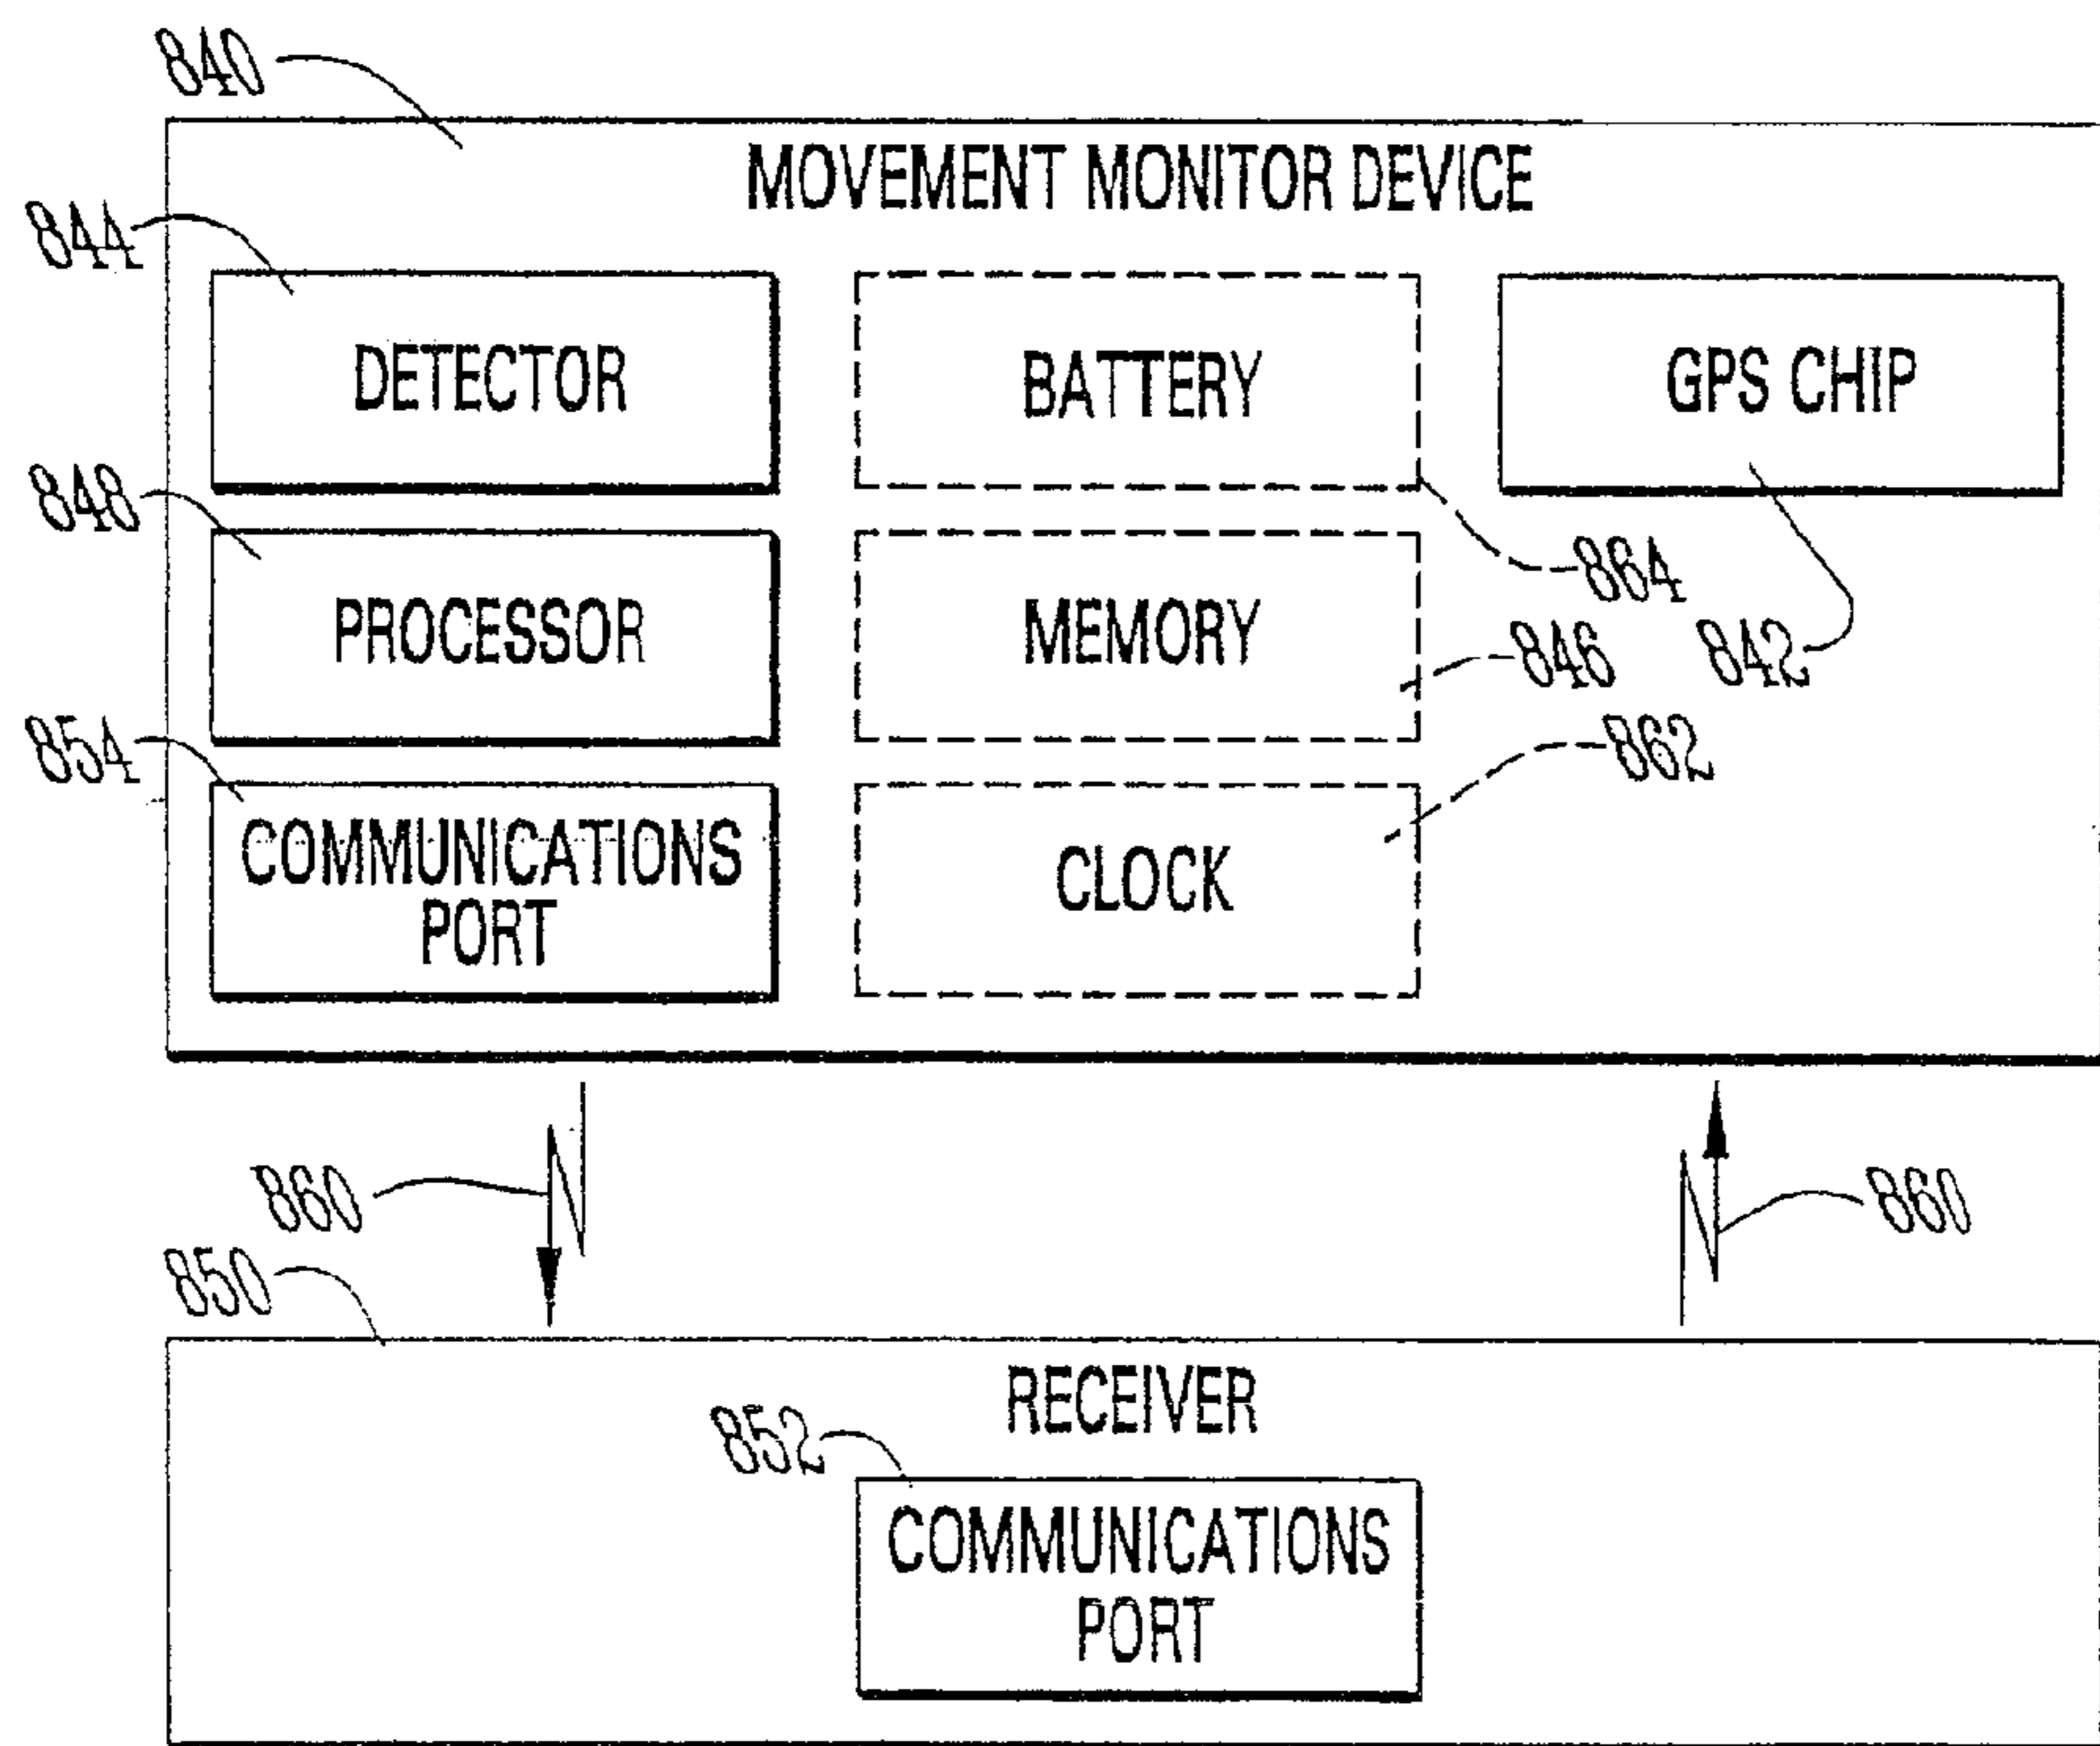 840
MOVEMENT MONITOR DEVICE
844
DETECTOR
BATTERY
GPS CHIP
848
864
PROCESSOR
MEMORY
846
842
854
862
COMMUNICATIONS
PORT
CLOCK
860
860
850
RECEIVER
852
COMMUNICATIONS
PORT